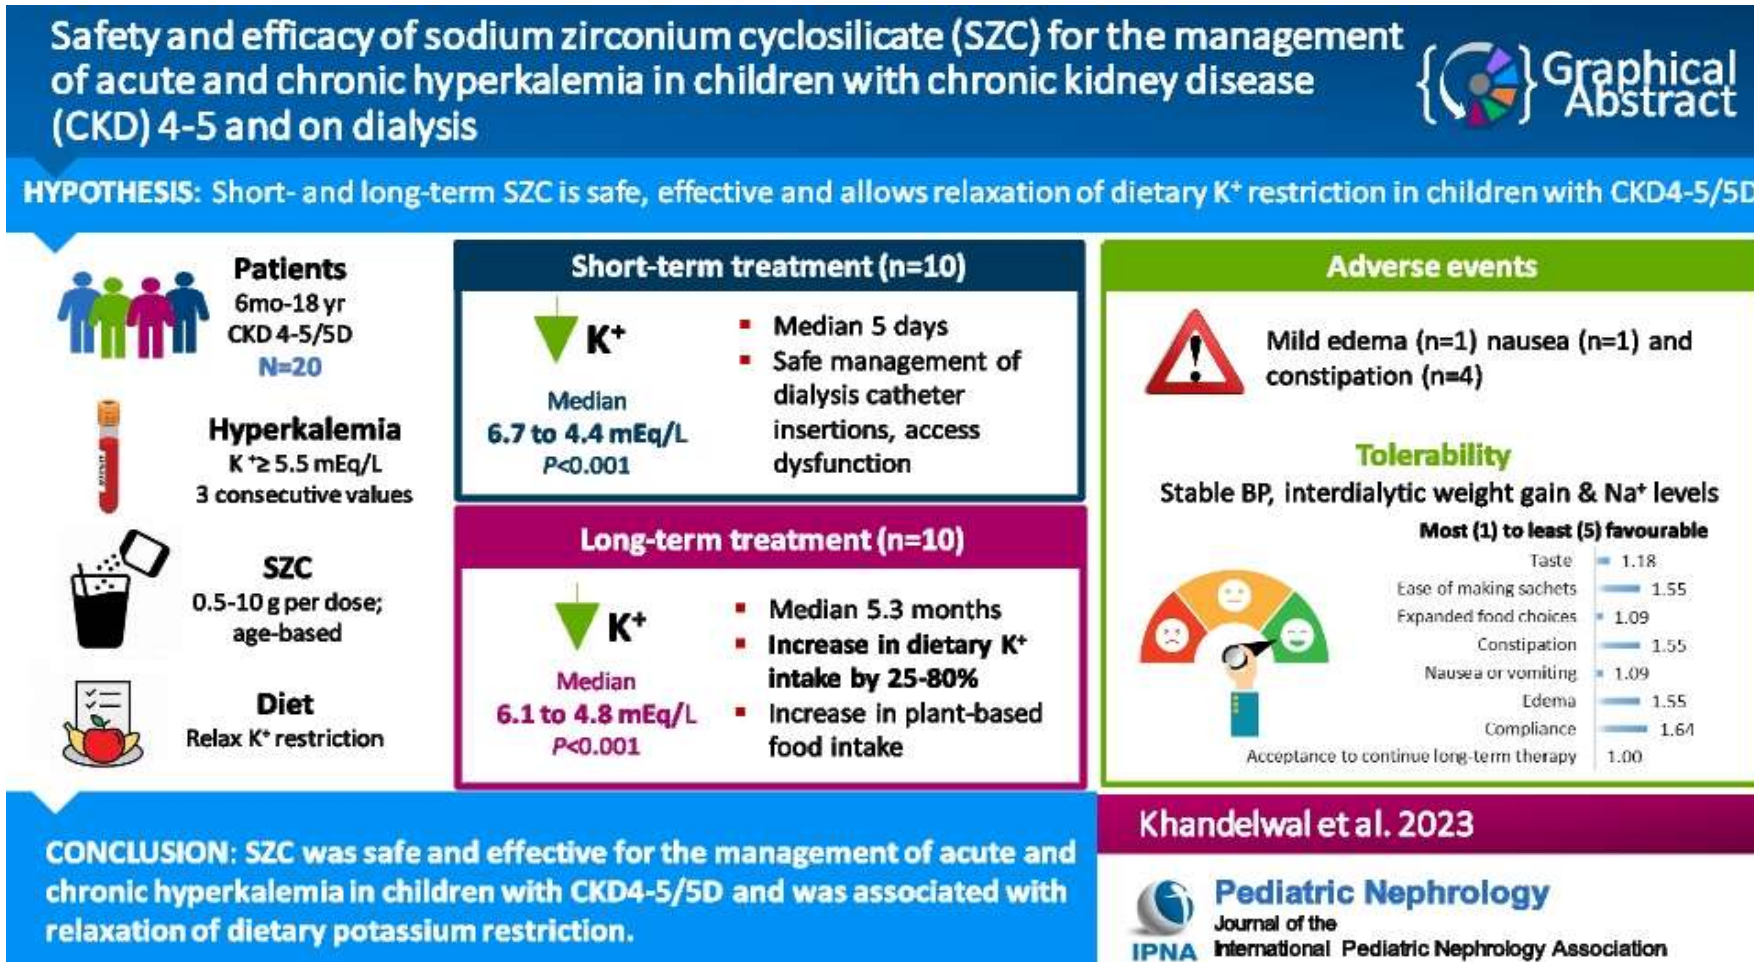 Safety and efficacy of sodium zirconium cyclosilicate (SZC) for the management
of acute and chronic hyperkalemia in children with chronic kidney disease
(CKD) 4-5 and on dialysis
Graphical
Abstract
HYPOTHESIS: Short- and long-term SZC is safe, effective and allows relaxation of dietary K⁺ restriction in children with CKD4-5/5D
Patients
6mo-18 yr
CKD 4-5/5D
N=20
Hyperkalemia
K⁺≥ 5.5 mEq/L
3 consecutive values
SZC
0.5-10 g per dose;
age-based
Diet
Relax K⁺ restriction
Short-term treatment (n=10)
K⁺
Median
6.7 to 4.4 mEq/L
P<0.001
▪ Median 5 days
▪ Safe management of
dialysis catheter
insertions, access
dysfunction
Long-term treatment (n=10)
K⁺
Median
6.1 to 4.8 mEq/L
P<0.001
▪ Median 5.3 months
▪ Increase in dietary K⁺
intake by 25-80%
▪ Increase in plant-based
food intake
Adverse events
Mild edema (n=1) nausea (n=1) and
constipation (n=4)
Tolerability
Stable BP, interdialytic weight gain & Na⁺ levels
Most (1) to least (5) favourable
Taste 1.18
Ease of making sachets 1.55
Expanded food choices 1.09
Constipation 1.55
Nausea or vomiting 1.09
Edema 1.55
Compliance 1.64
Acceptance to continue long-term therapy 1.00
CONCLUSION: SZC was safe and effective for the management of acute and
chronic hyperkalemia in children with CKD4-5/5D and was associated with
relaxation of dietary potassium restriction.
Khandelwal et al. 2023
IPNA
Pediatric Nephrology
Journal of the
International Pediatric Nephrology Association